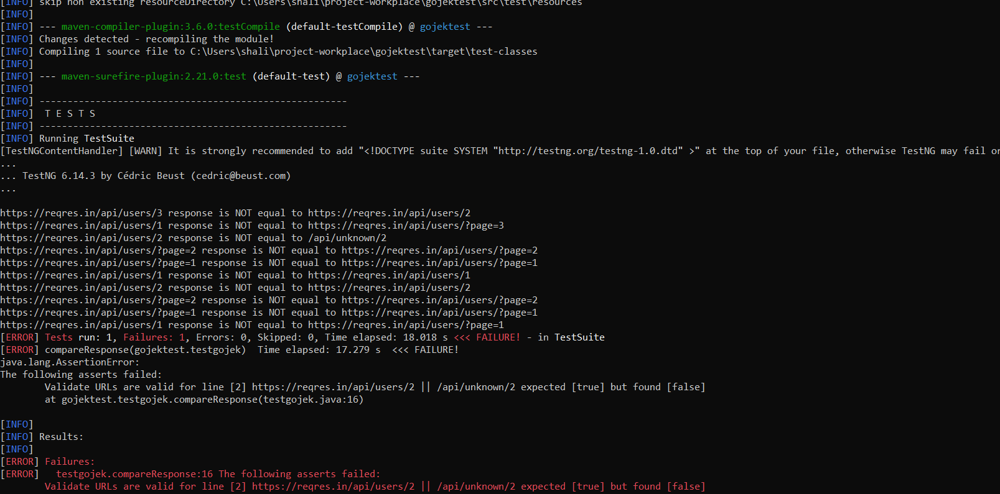 [INFO] skip non existing resourceDirectory C:\Users\shali\project-workplace\gojektest\src\test\resources
[INFO]
[INFO] --- maven-compiler-plugin:3.6.0:testCompile (default-testCompile) @ gojektest ---
[INFO] Changes detected - recompiling the module!
[INFO] Compiling 1 source file to C:\Users\shali\project-workplace\gojektest\target\test-classes
[INFO]
[INFO] --- maven-surefire-plugin:2.21.0:test (default-test) @ gojektest ---
[INFO]
[INFO] -------------------------------------------------------
[INFO]  T E S T S
[INFO] -------------------------------------------------------
[INFO] Running TestSuite
[TestNGContentHandler] [WARN] It is strongly recommended to add "<!DOCTYPE suite SYSTEM "http://testng.org/testng-1.0.dtd" >" at the top of your file, otherwise TestNG may fail or
...
... TestNG 6.14.3 by Cédric Beust (cedric@beust.com)
...
https://reqres.in/api/users/3 response is NOT equal to https://reqres.in/api/users/2
https://reqres.in/api/users/1 response is NOT equal to https://reqres.in/api/users/?page=3
https://reqres.in/api/users/2 response is NOT equal to /api/unknown/2
https://reqres.in/api/users/?page=2 response is NOT equal to https://reqres.in/api/users/?page=2
https://reqres.in/api/users/?page=1 response is NOT equal to https://reqres.in/api/users/?page=1
https://reqres.in/api/users/1 response is NOT equal to https://reqres.in/api/users/1
https://reqres.in/api/users/2 response is NOT equal to https://reqres.in/api/users/2
https://reqres.in/api/users/?page=2 response is NOT equal to https://reqres.in/api/users/?page=2
https://reqres.in/api/users/?page=1 response is NOT equal to https://reqres.in/api/users/?page=1
https://reqres.in/api/users/1 response is NOT equal to https://reqres.in/api/users/?page=1
[ERROR] Tests run: 1, Failures: 1, Errors: 0, Skipped: 0, Time elapsed: 18.018 s <<< FAILURE! - in TestSuite
[ERROR] compareResponse(gojektest.testgojek)  Time elapsed: 17.279 s  <<< FAILURE!
java.lang.AssertionError:
The following asserts failed:
        Validate URLs are valid for line [2] https://reqres.in/api/users/2 || /api/unknown/2 expected [true] but found [false]
        at gojektest.testgojek.compareResponse(testgojek.java:16)
[INFO]
[INFO] Results:
[INFO]
[ERROR] Failures:
[ERROR]   testgojek.compareResponse:16 The following asserts failed:
        Validate URLs are valid for line [2] https://reqres.in/api/users/2 || /api/unknown/2 expected [true] but found [false]